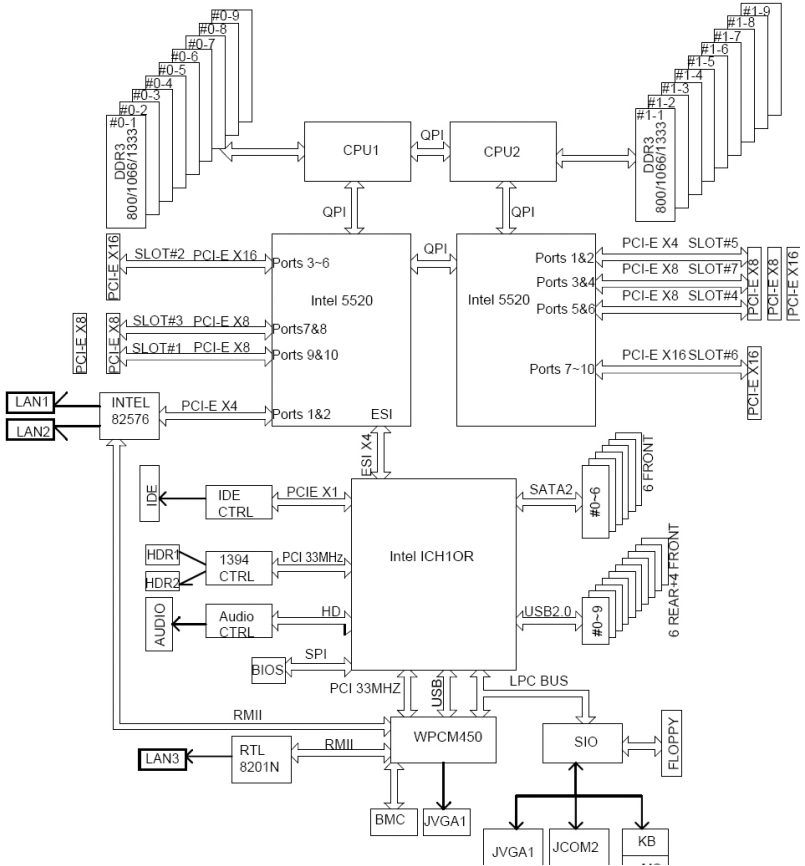 #0-9
#0-8
#0-7
#0-6
#0-5
#0-4
#0-3
#0-2
#0-1
DDR3
800/1066/1333
#1-9
#1-8
#1-7
#1-6
#1-5
#1-4
#1-3
#1-2
#1-1
DDR3
800/1066/1333
CPU1
QPI
CPU2
QPI
QPI
PCI-E X16
SLOT#2 PCI-E X16
Ports 3~6
Intel 5520
QPI
Intel 5520
Ports 1&2
PCI-E X4 SLOT#5
Ports 3&4
PCI-E X8 SLOT#7
Ports 5&6
PCI-E X8 SLOT#4
PCI-E X8
PCI-E X8
PCI-E X16
PCI-E X8
PCI-E X8
SLOT#3 PCI-E X8
Ports7&8
SLOT#1 PCI-E X8
Ports 9&10
Ports 7~10
PCI-E X16 SLOT#6
PCI-E X16
LAN1
LAN2
INTEL
82576
PCI-E X4
Ports 1&2
ESI
ESI X4
IDE
IDE
CTRL
PCIE X1
Intel ICH1OR
SATA2
#0~6
6 FRONT
HDR1
HDR2
1394
CTRL
PCI 33MHz
AUDIO
Audio
CTRL
HD
USB2.0
#0~9
6 REAR+4 FRONT
BIOS
SPI
PCI 33MHZ
USB
LPC BUS
RMII
WPCM450
SIO
FLOPPY
LAN3
RTL
8201N
RMII
BMC
JVGA1
JVGA1
JCOM2
KB